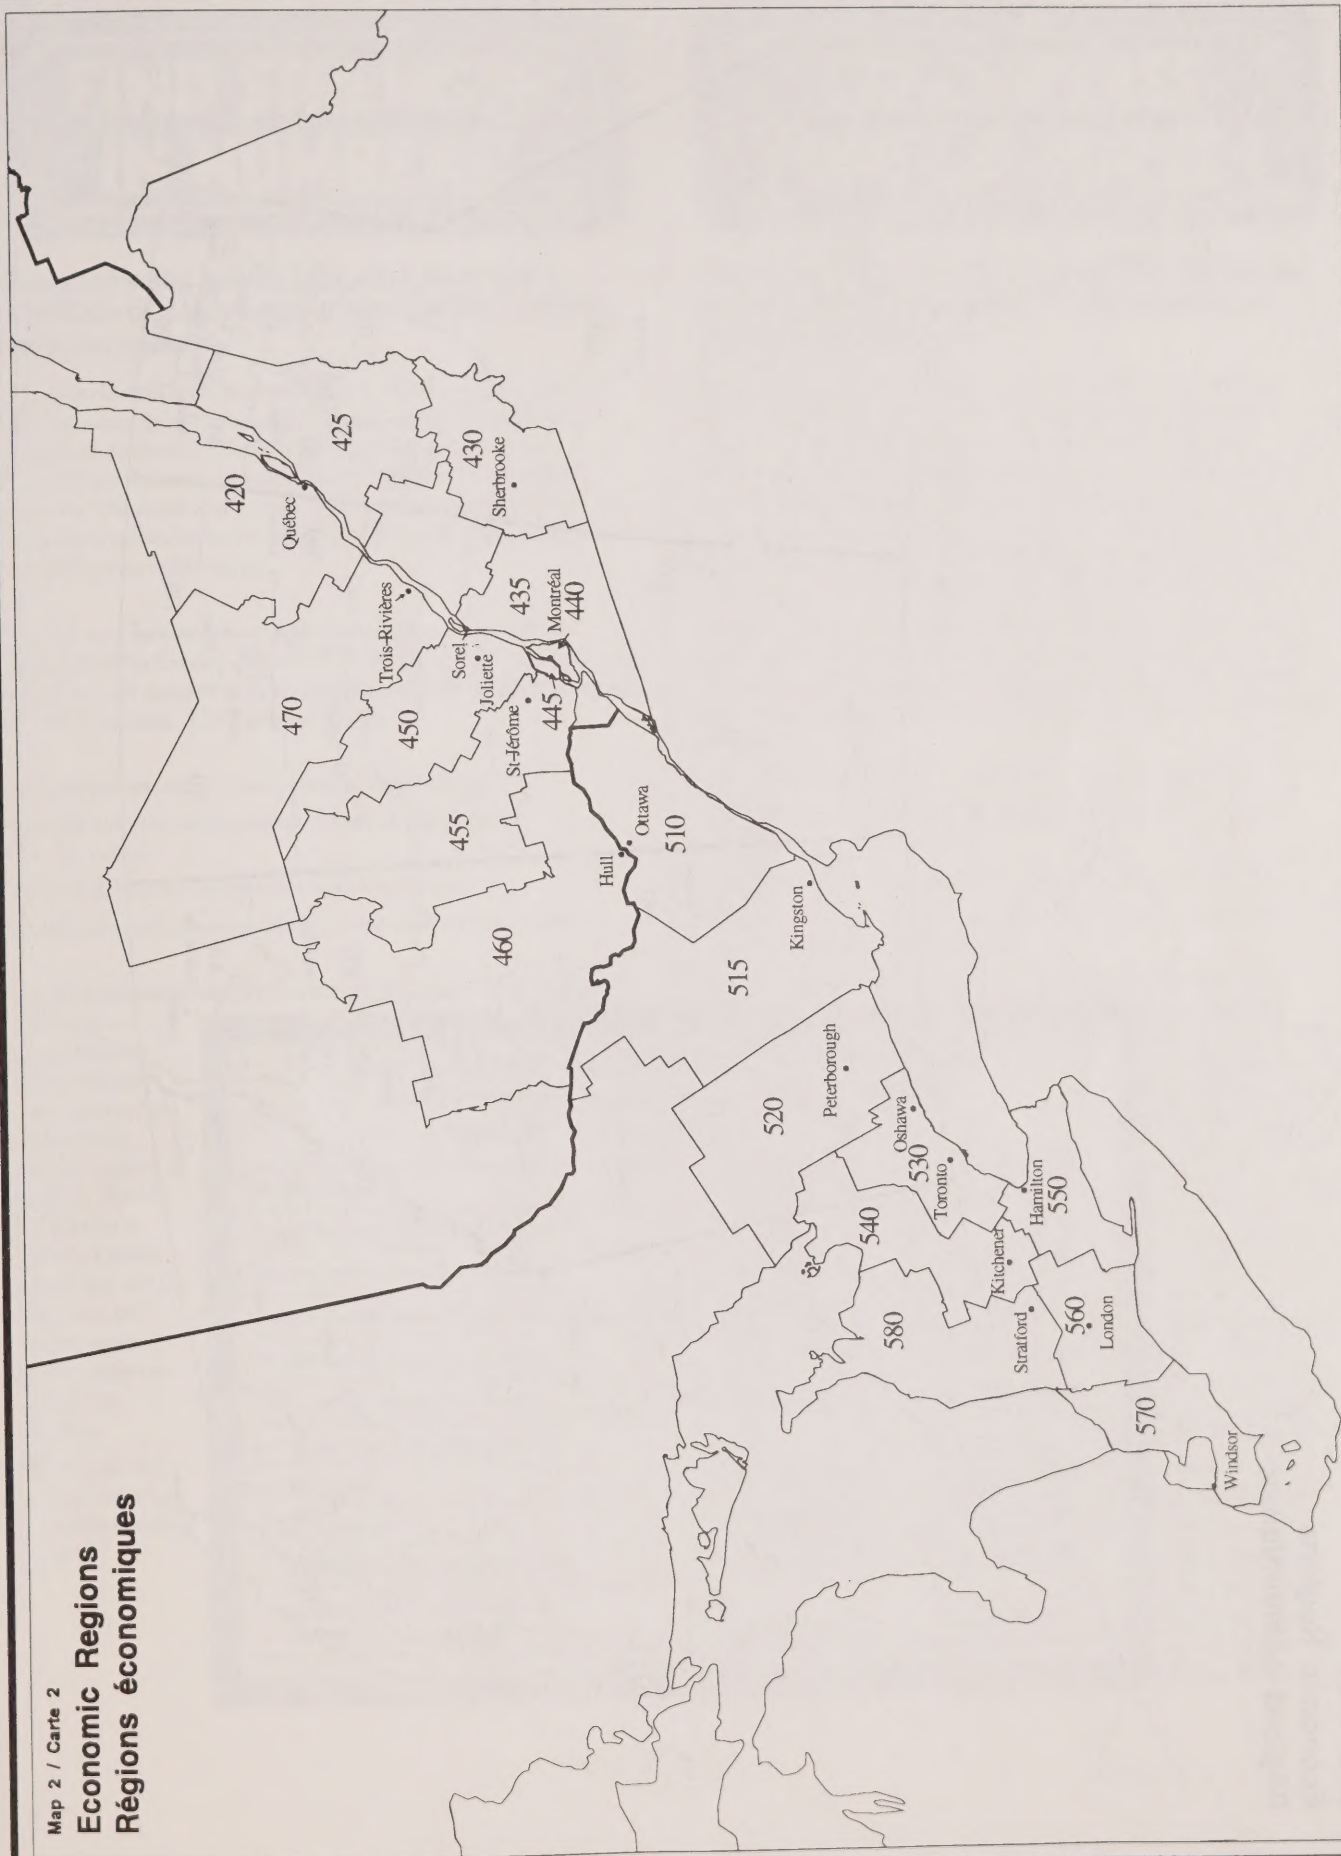 Map 2 / Carte 2
Economic Regions
Régions économiques
420
Québec
425
430
Sherbrooke
470
Trois-Rivières
435
Montréal
440
450
Sorel
Joliette
St-Jérôme
445
455
460
Hull
Ottawa
510
515
Kingston
520
Peterborough
Oshawa
530
Toronto
540
Hamilton
550
Kitchener
580
Stratford
560
London
570
Windsor